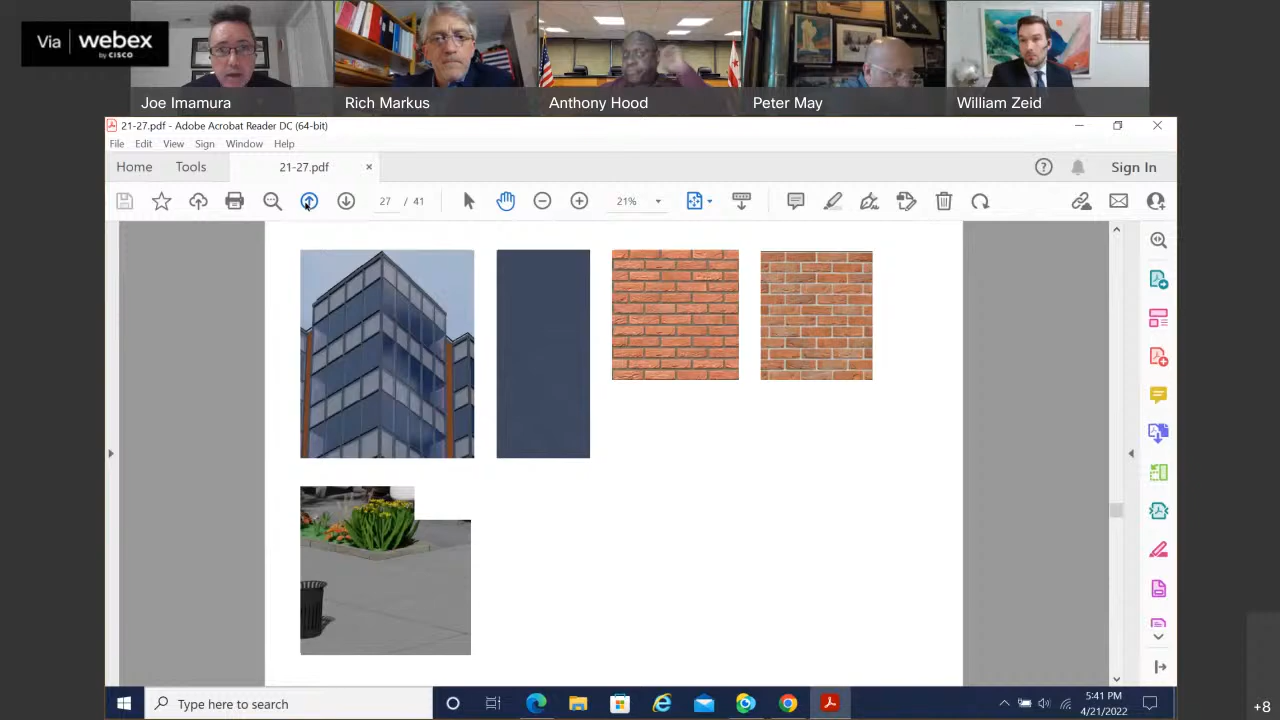 Via webex
by CISCO
Joe Imamura
Rich Markus
Anthony Hood
Peter May
William Zeid
21-27.pdf - Adobe Acrobat Reader DC (64-bit)
File Edit View Sign Window Help
Home Tools 21-27.pdf × Sign In
27 / 41 21%
Type here to search
5:41 PM
4/21/2022
+8